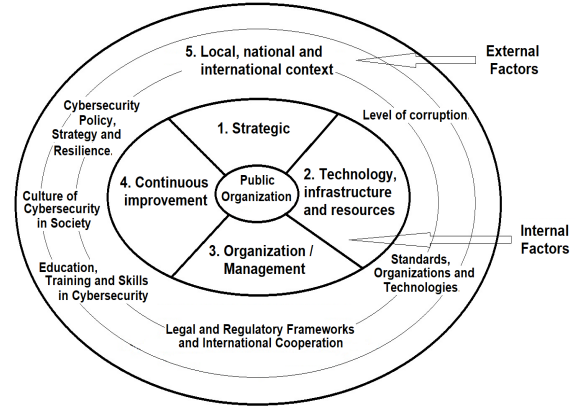 5. Local, national and
international context
External
Factors
Cybersecurity
Policy,
Strategy and
Resilience.
Level of corruption
1. Strategic
2. Technology,
infrastructure
and resources
Public
Organization
4. Continuous
improvement
Culture of
Cybersecurity
in Society
Internal
Factors
3. Organization /
Management
Education,
Training and Skills
in Cybersecurity
Standards,
Organizations and
Technologies
Legal and Regulatory Frameworks
and International Cooperation